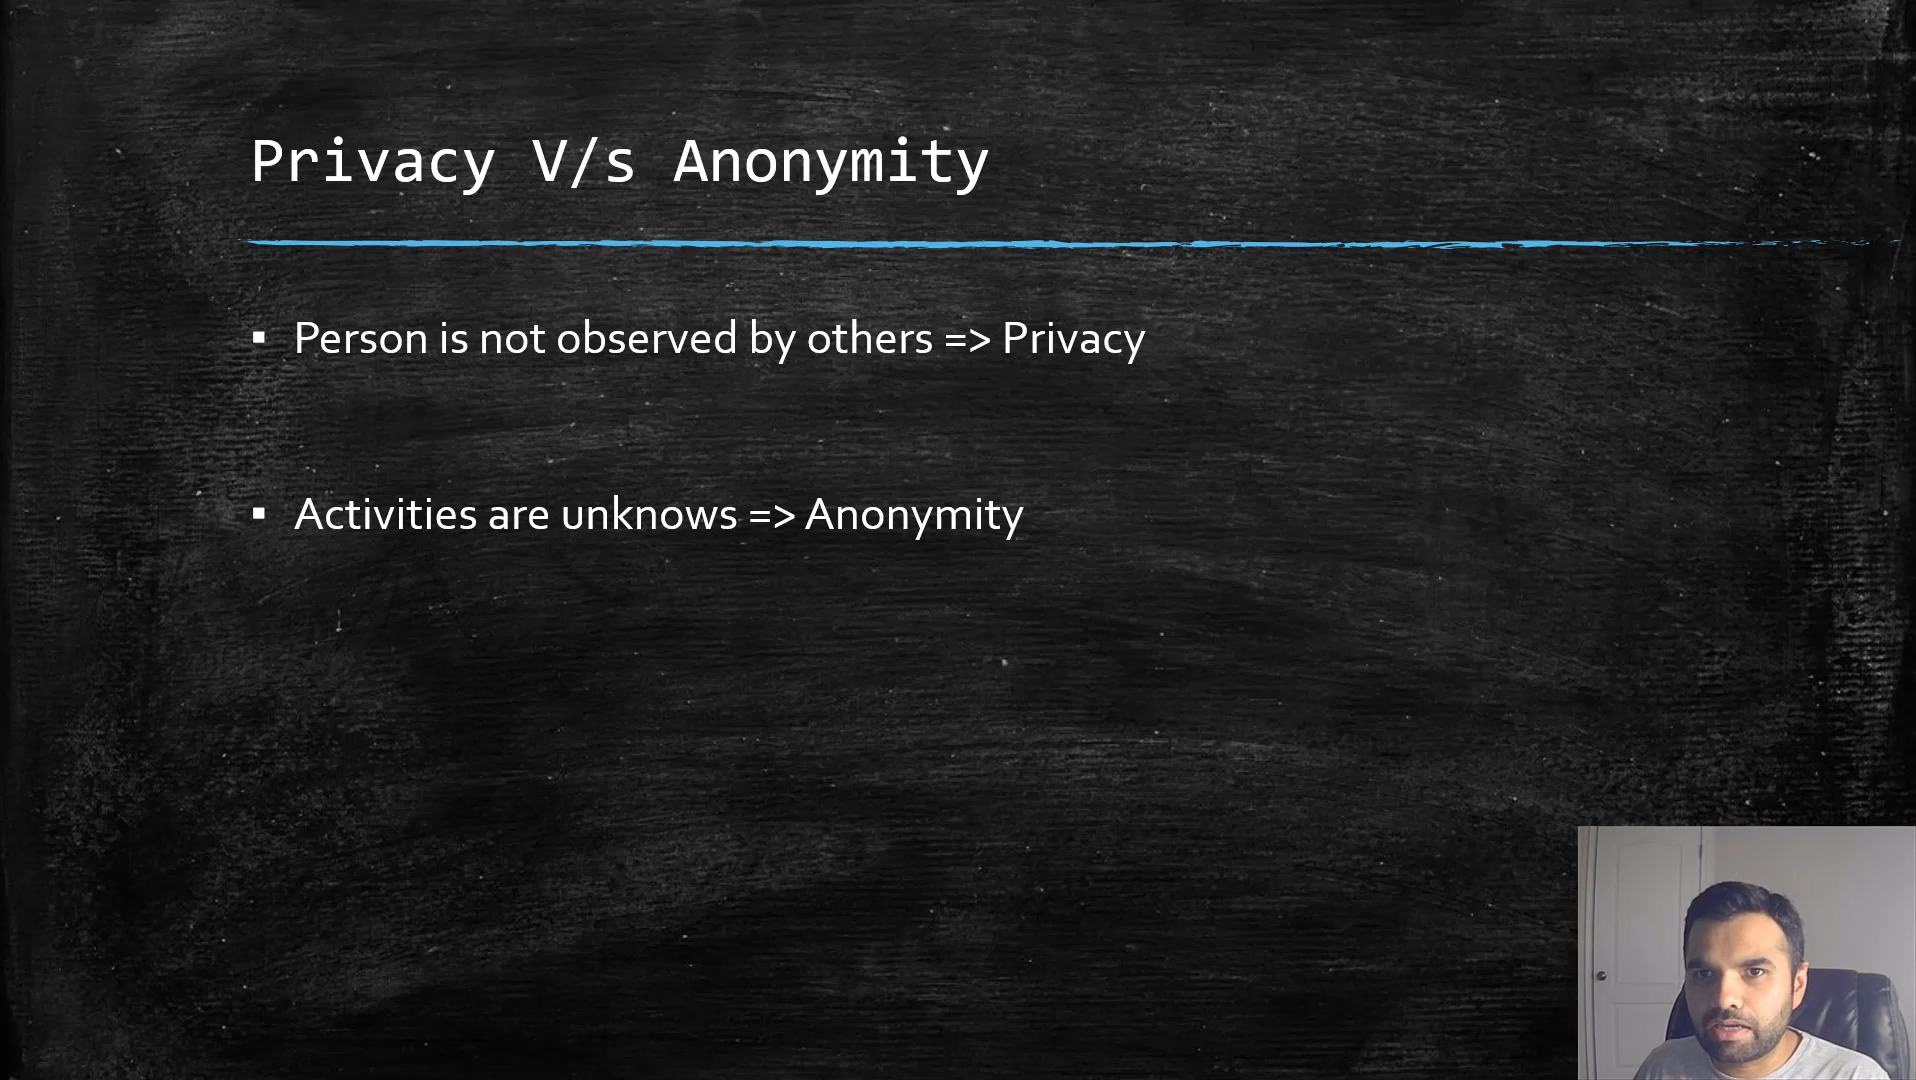 Privacy V/s Anonymity
▪ Person is not observed by others => Privacy
▪ Activities are unknows => Anonymity